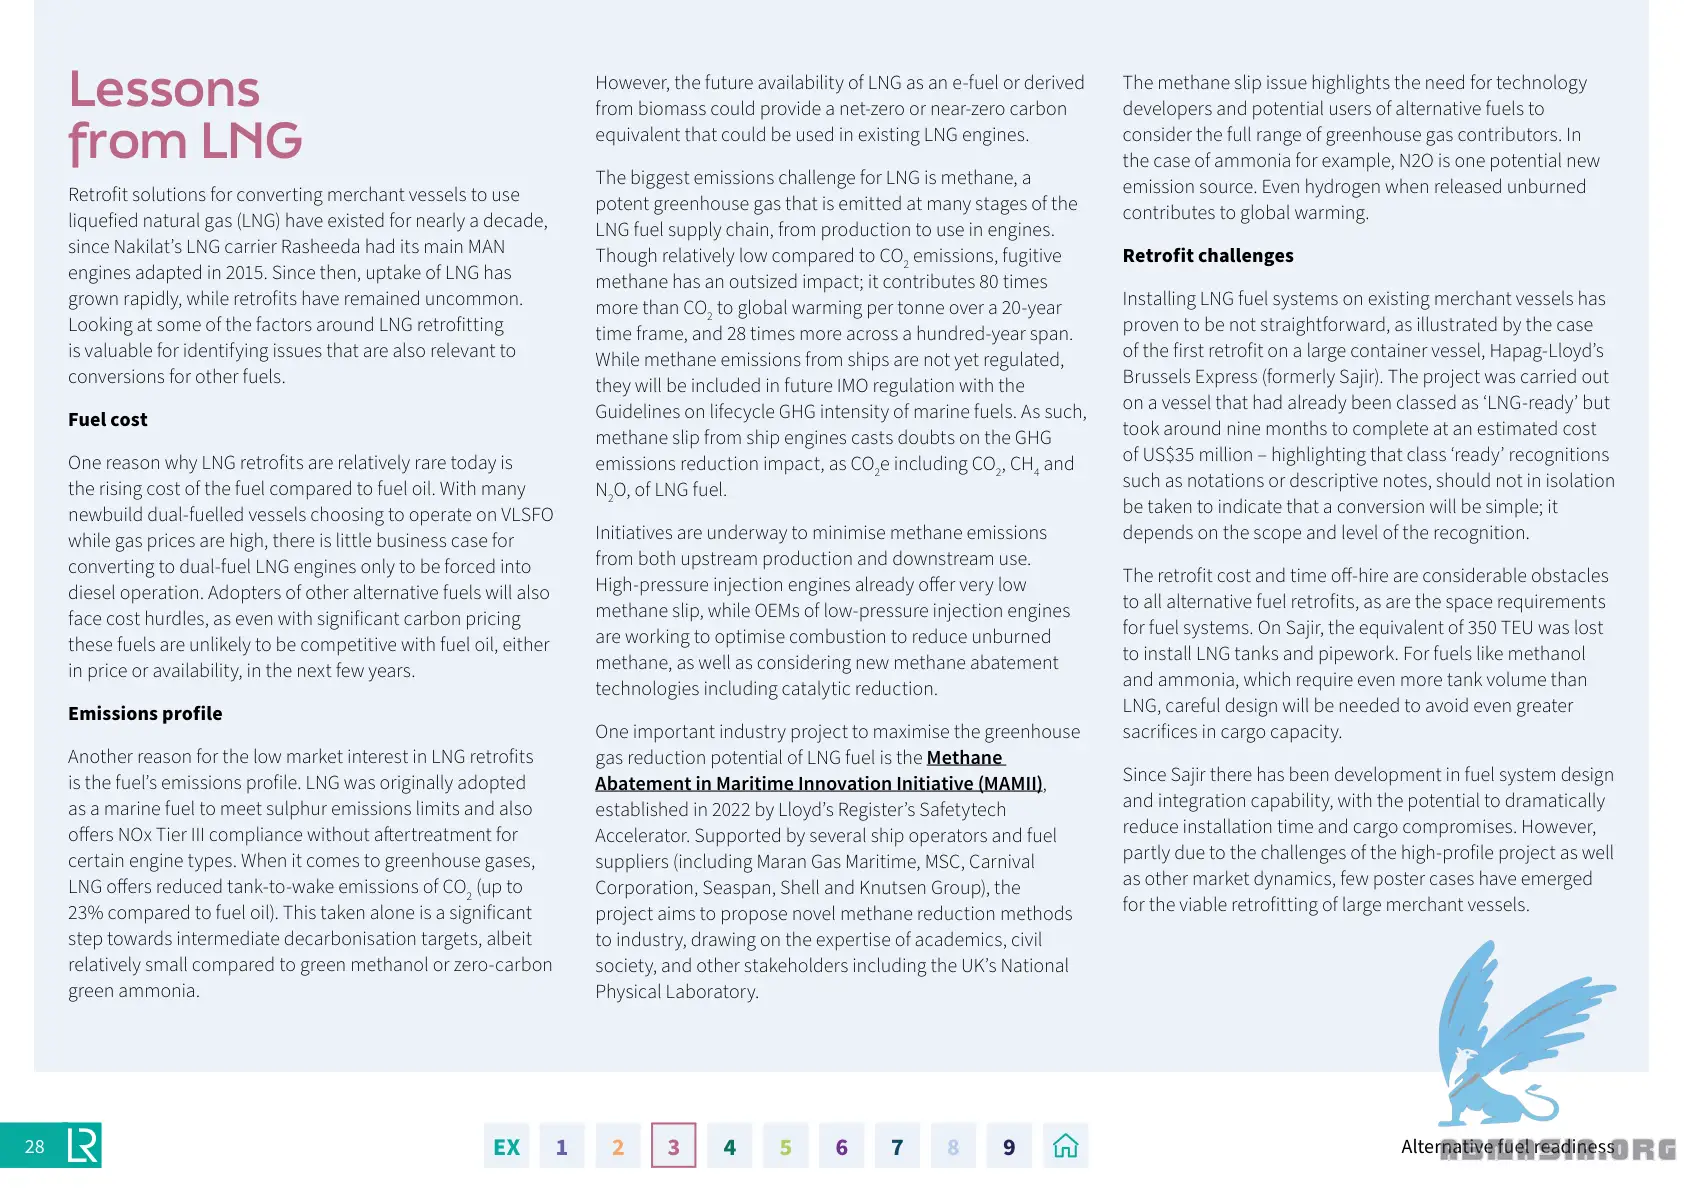 Lessons
from LNG
Retrofit solutions for converting merchant vessels to use
liquefied natural gas (LNG) have existed for nearly a decade,
since Nakilat’s LNG carrier Rasheeda had its main MAN
engines adapted in 2015. Since then, uptake of LNG has
grown rapidly, while retrofits have remained uncommon.
Looking at some of the factors around LNG retrofitting
is valuable for identifying issues that are also relevant to
conversions for other fuels.
Fuel cost
One reason why LNG retrofits are relatively rare today is
the rising cost of the fuel compared to fuel oil. With many
newbuild dual-fuelled vessels choosing to operate on VLSFO
while gas prices are high, there is little business case for
converting to dual-fuel LNG engines only to be forced into
diesel operation. Adopters of other alternative fuels will also
face cost hurdles, as even with significant carbon pricing
these fuels are unlikely to be competitive with fuel oil, either
in price or availability, in the next few years.
Emissions profile
Another reason for the low market interest in LNG retrofits
is the fuel’s emissions profile. LNG was originally adopted
as a marine fuel to meet sulphur emissions limits and also
offers NOx Tier III compliance without aftertreatment for
certain engine types. When it comes to greenhouse gases,
LNG offers reduced tank-to-wake emissions of CO₂ (up to
23% compared to fuel oil). This taken alone is a significant
step towards intermediate decarbonisation targets, albeit
relatively small compared to green methanol or zero-carbon
green ammonia.
However, the future availability of LNG as an e-fuel or derived
from biomass could provide a net-zero or near-zero carbon
equivalent that could be used in existing LNG engines.
The biggest emissions challenge for LNG is methane, a
potent greenhouse gas that is emitted at many stages of the
LNG fuel supply chain, from production to use in engines.
Though relatively low compared to CO₂ emissions, fugitive
methane has an outsized impact; it contributes 80 times
more than CO₂ to global warming per tonne over a 20-year
time frame, and 28 times more across a hundred-year span.
While methane emissions from ships are not yet regulated,
they will be included in future IMO regulation with the
Guidelines on lifecycle GHG intensity of marine fuels. As such,
methane slip from ship engines casts doubts on the GHG
emissions reduction impact, as CO₂e including CO₂, CH₄ and
N₂O, of LNG fuel.
Initiatives are underway to minimise methane emissions
from both upstream production and downstream use.
High-pressure injection engines already offer very low
methane slip, while OEMs of low-pressure injection engines
are working to optimise combustion to reduce unburned
methane, as well as considering new methane abatement
technologies including catalytic reduction.
One important industry project to maximise the greenhouse
gas reduction potential of LNG fuel is the Methane
Abatement in Maritime Innovation Initiative (MAMII),
established in 2022 by Lloyd’s Register’s Safetytech
Accelerator. Supported by several ship operators and fuel
suppliers (including Maran Gas Maritime, MSC, Carnival
Corporation, Seaspan, Shell and Knutsen Group), the
project aims to propose novel methane reduction methods
to industry, drawing on the expertise of academics, civil
society, and other stakeholders including the UK’s National
Physical Laboratory.
The methane slip issue highlights the need for technology
developers and potential users of alternative fuels to
consider the full range of greenhouse gas contributors. In
the case of ammonia for example, N2O is one potential new
emission source. Even hydrogen when released unburned
contributes to global warming.
Retrofit challenges
Installing LNG fuel systems on existing merchant vessels has
proven to be not straightforward, as illustrated by the case
of the first retrofit on a large container vessel, Hapag-Lloyd’s
Brussels Express (formerly Sajir). The project was carried out
on a vessel that had already been classed as ‘LNG-ready’ but
took around nine months to complete at an estimated cost
of US$35 million – highlighting that class ‘ready’ recognitions
such as notations or descriptive notes, should not in isolation
be taken to indicate that a conversion will be simple; it
depends on the scope and level of the recognition.
The retrofit cost and time off-hire are considerable obstacles
to all alternative fuel retrofits, as are the space requirements
for fuel systems. On Sajir, the equivalent of 350 TEU was lost
to install LNG tanks and pipework. For fuels like methanol
and ammonia, which require even more tank volume than
LNG, careful design will be needed to avoid even greater
sacrifices in cargo capacity.
Since Sajir there has been development in fuel system design
and integration capability, with the potential to dramatically
reduce installation time and cargo compromises. However,
partly due to the challenges of the high-profile project as well
as other market dynamics, few poster cases have emerged
for the viable retrofitting of large merchant vessels.
28 LR
EX 1 2 3 4 5 6 7 8 9
Alternative fuel readiness
ABNASIA.ORG